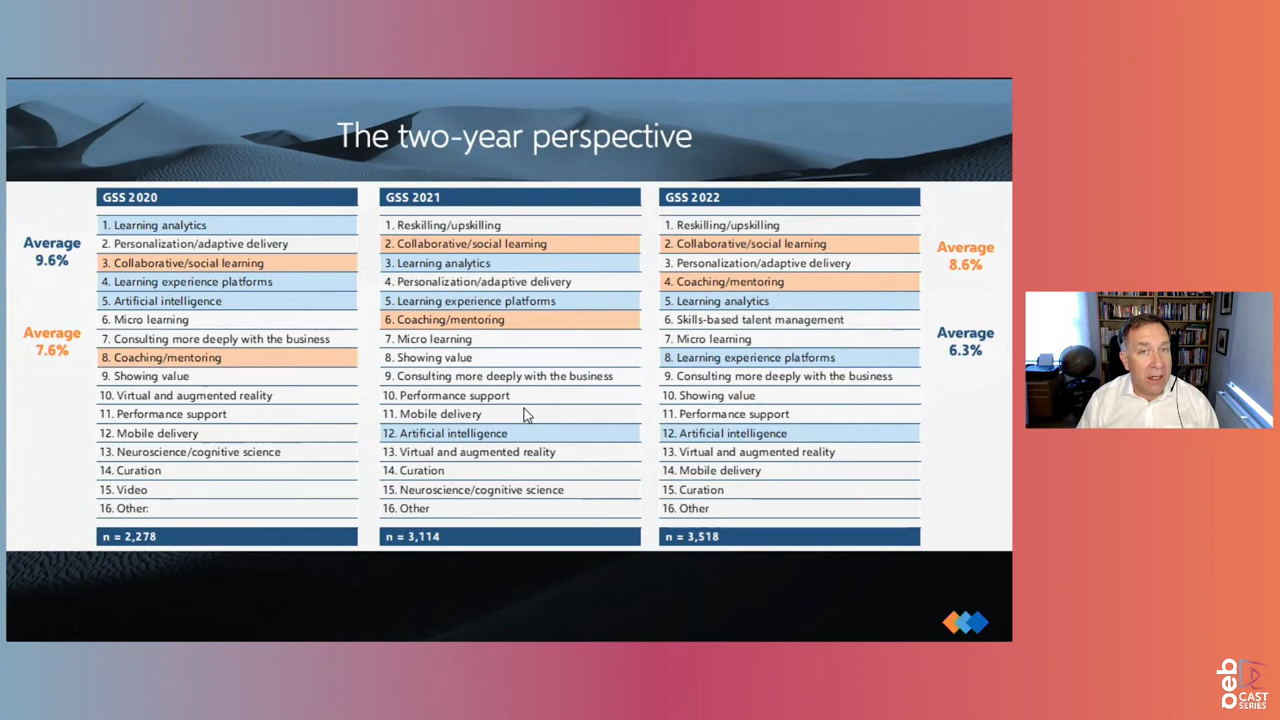 The two-year perspective
Average
9.6%
Average
7.6%
GSS 2020
1. Learning analytics
2. Personalization/adaptive delivery
3. Collaborative/social learning
4. Learning experience platforms
5. Artificial intelligence
6. Micro learning
7. Consulting more deeply with the business
8. Coaching/mentoring
9. Showing value
10. Virtual and augmented reality
11. Performance support
12. Mobile delivery
13. Neuroscience/cognitive science
14. Curation
15. Video
16. Other:
n = 2,278
GSS 2021
1. Reskilling/upskilling
2. Collaborative/social learning
3. Learning analytics
4. Personalization/adaptive delivery
5. Learning experience platforms
6. Coaching/mentoring
7. Micro learning
8. Showing value
9. Consulting more deeply with the business
10. Performance support
11. Mobile delivery
12. Artificial intelligence
13. Virtual and augmented reality
14. Curation
15. Neuroscience/cognitive science
16. Other
n = 3,114
GSS 2022
1. Reskilling/upskilling
2. Collaborative/social learning
3. Personalization/adaptive delivery
4. Coaching/mentoring
5. Learning analytics
6. Skills-based talent management
7. Micro learning
8. Learning experience platforms
9. Consulting more deeply with the business
10. Showing value
11. Performance support
12. Artificial intelligence
13. Virtual and augmented reality
14. Mobile delivery
15. Curation
16. Other
n = 3,518
Average
8.6%
Average
6.3%
oeb
CAST
SERIES